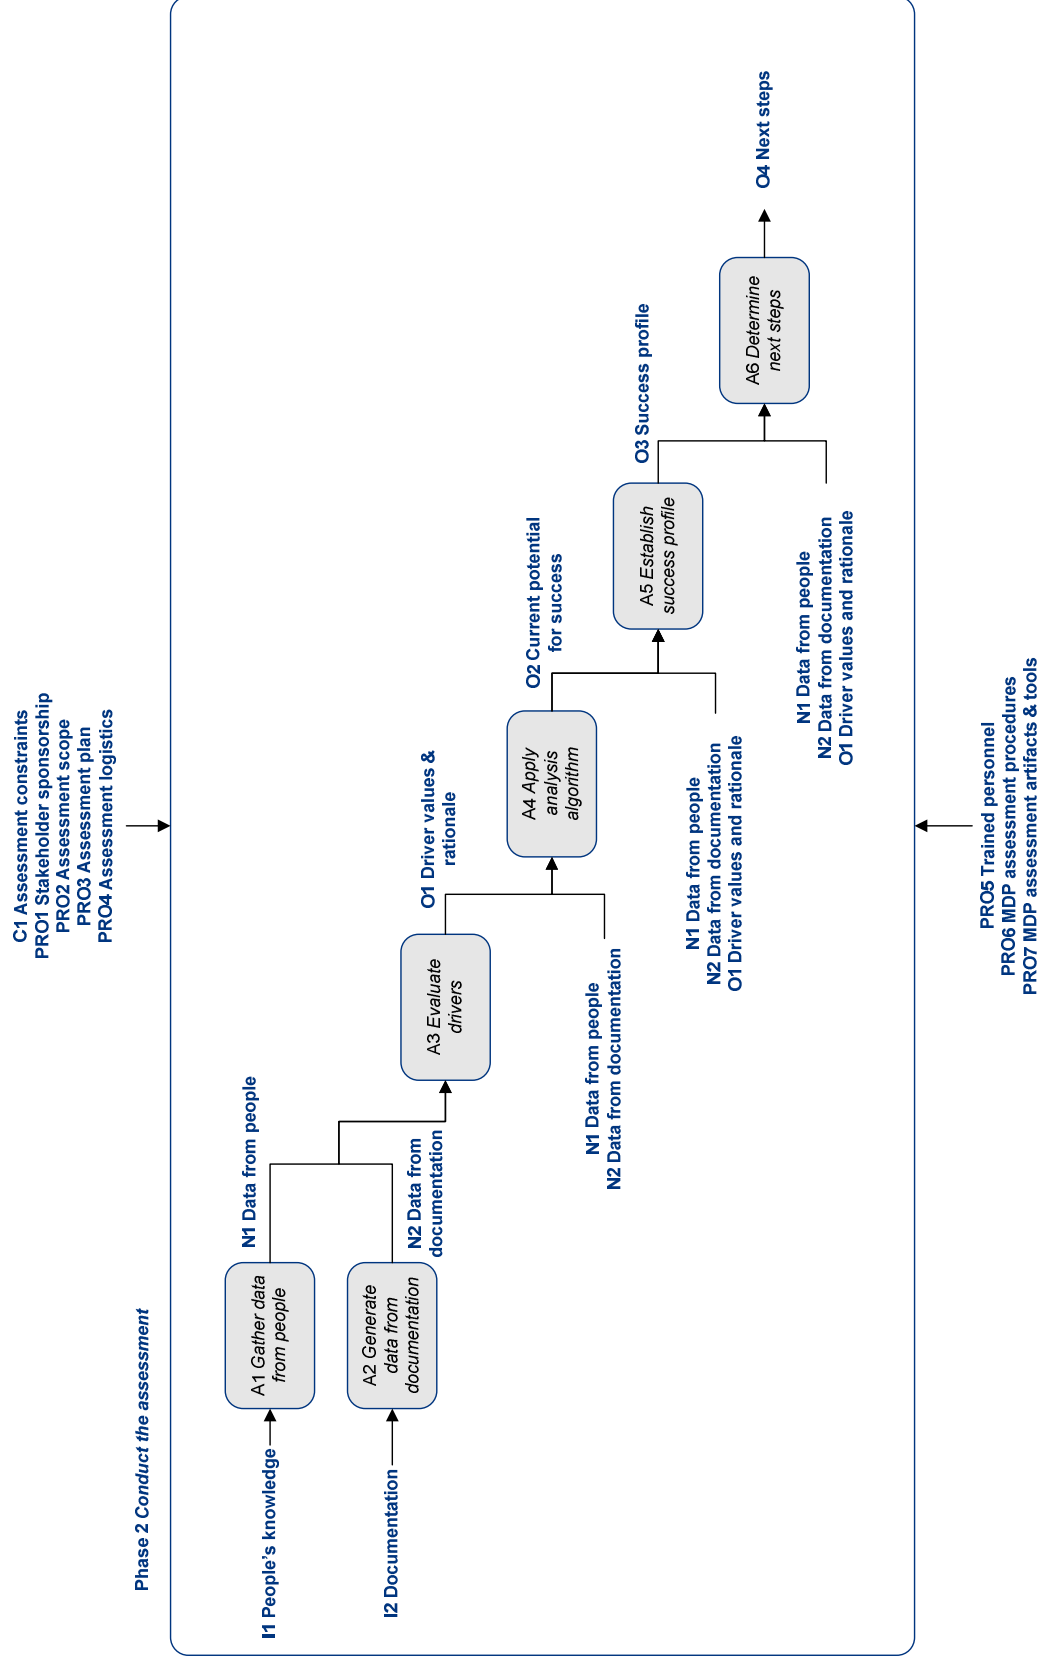 C1 Assessment constraints
PRO1 Stakeholder sponsorship
PRO2 Assessment scope
PRO3 Assessment plan
PRO4 Assessment logistics
Phase 2 Conduct the assessment
I1 People’s knowledge
A1 Gather data
from people
N1 Data from people
I2 Documentation
A2 Generate
data from
documentation
N2 Data from
documentation
A3 Evaluate
drivers
O1 Driver values &
rationale
N1 Data from people
N2 Data from documentation
A4 Apply
analysis
algorithm
O2 Current potential
for success
N1 Data from people
N2 Data from documentation
O1 Driver values and rationale
A5 Establish
success profile
O3 Success profile
N1 Data from people
N2 Data from documentation
O1 Driver values and rationale
A6 Determine
next steps
O4 Next steps
PRO5 Trained personnel
PRO6 MDP assessment procedures
PRO7 MDP assessment artifacts & tools